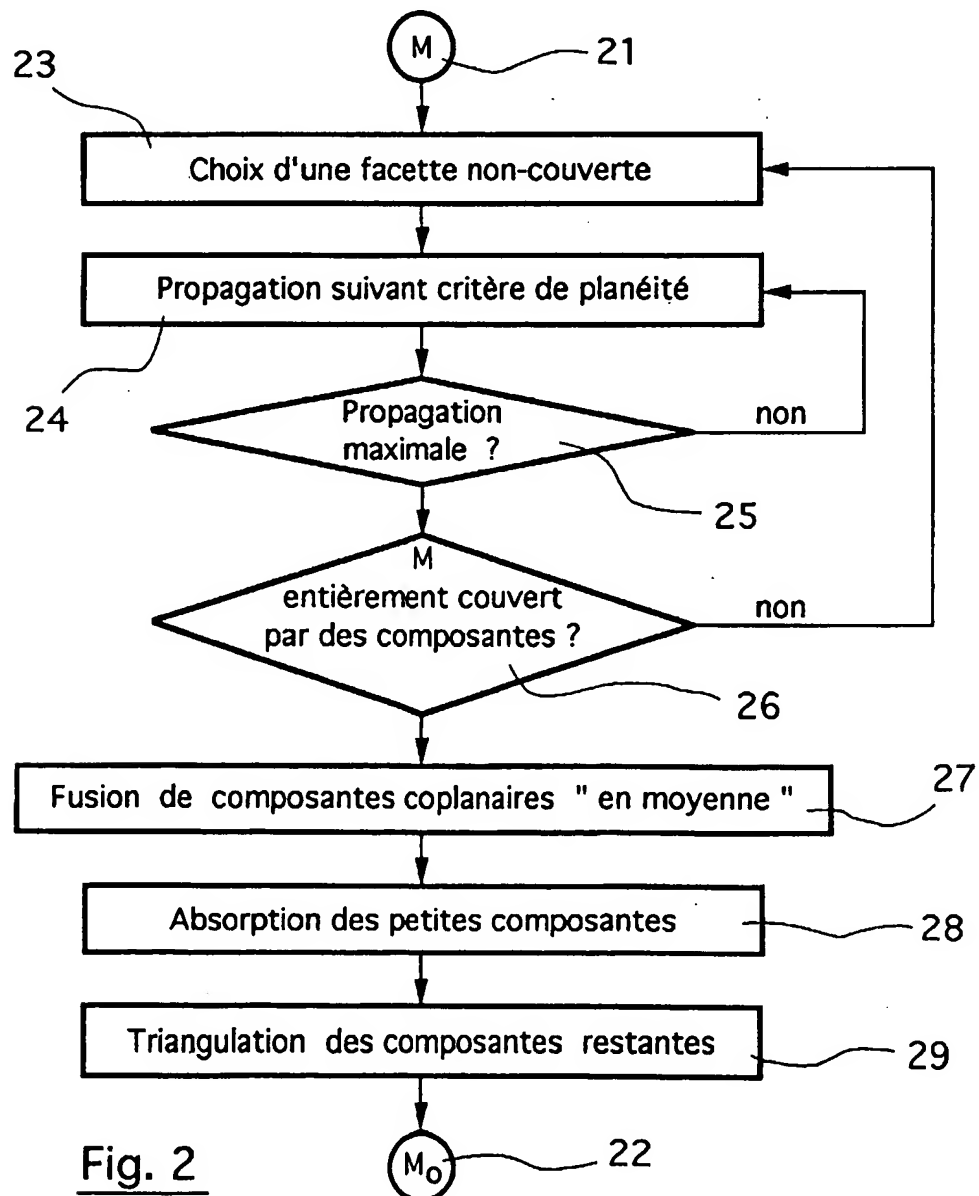 M
21
23
Choix d'une facette non-couverte
Propagation suivant critère de planéité
24
Propagation
maximale ?
non
25
M
entièrement couvert
par des composantes ?
non
26
Fusion de composantes coplanaires " en moyenne "
27
Absorption des petites composantes
28
Triangulation des composantes restantes
29
Fig. 2
M₀
22